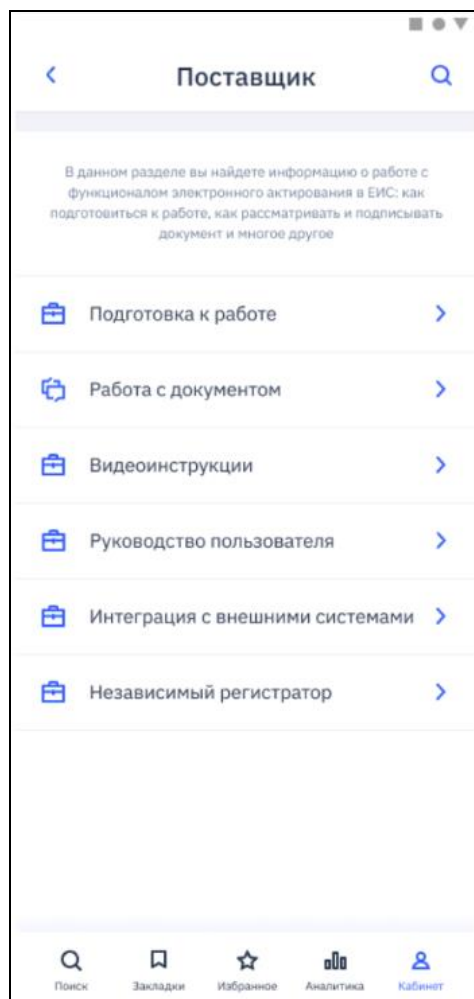 Поставщик
В данном разделе вы найдете информацию о работе с
функционалом электронного актирования в ЕИС: как
подготовиться к работе, как рассматривать и подписывать
документ и многое другое
Подготовка к работе
Работа с документом
Видеоинструкции
Руководство пользователя
Интеграция с внешними системами
Независимый регистратор
Поиск Закладки Избранное Аналитика Кабинет